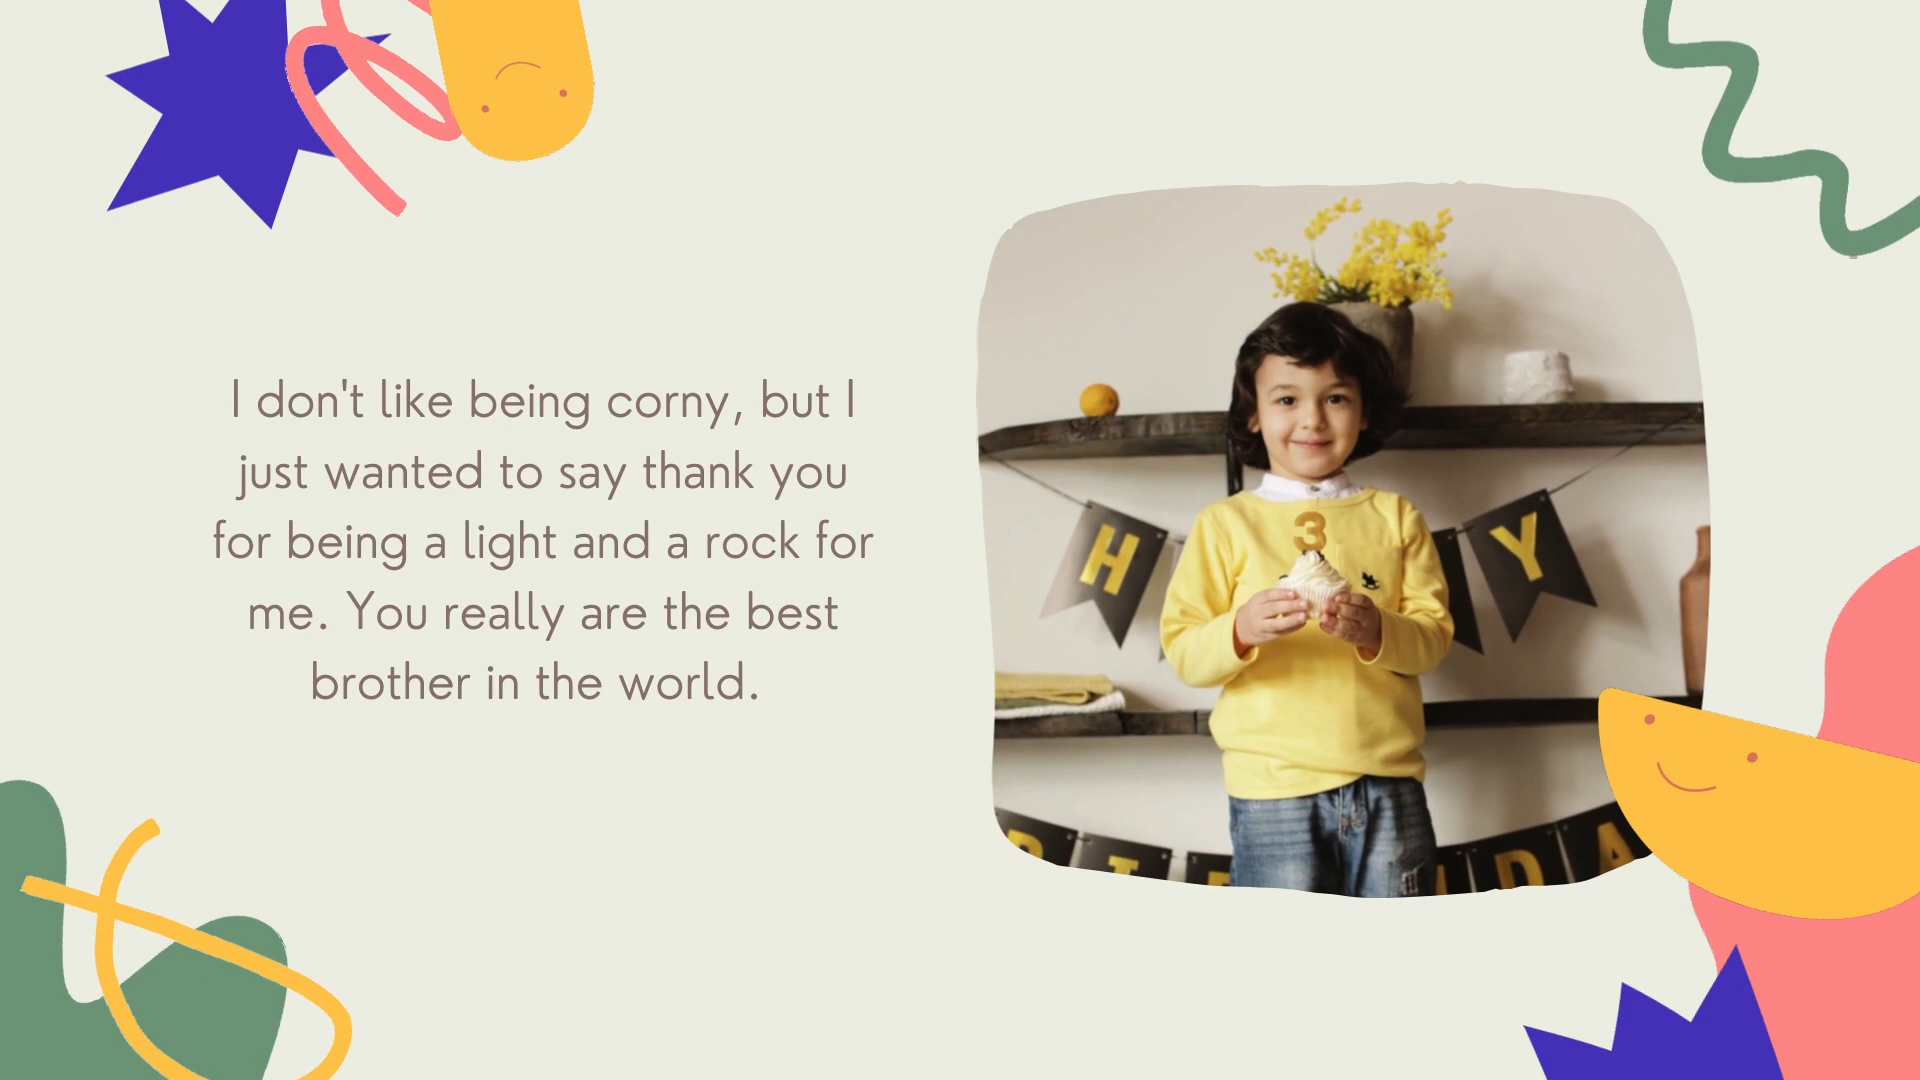 I don't like being corny, but I
just wanted to say thank you
for being a light and a rock for
me. You really are the best
brother in the world.
3
H Y
D A